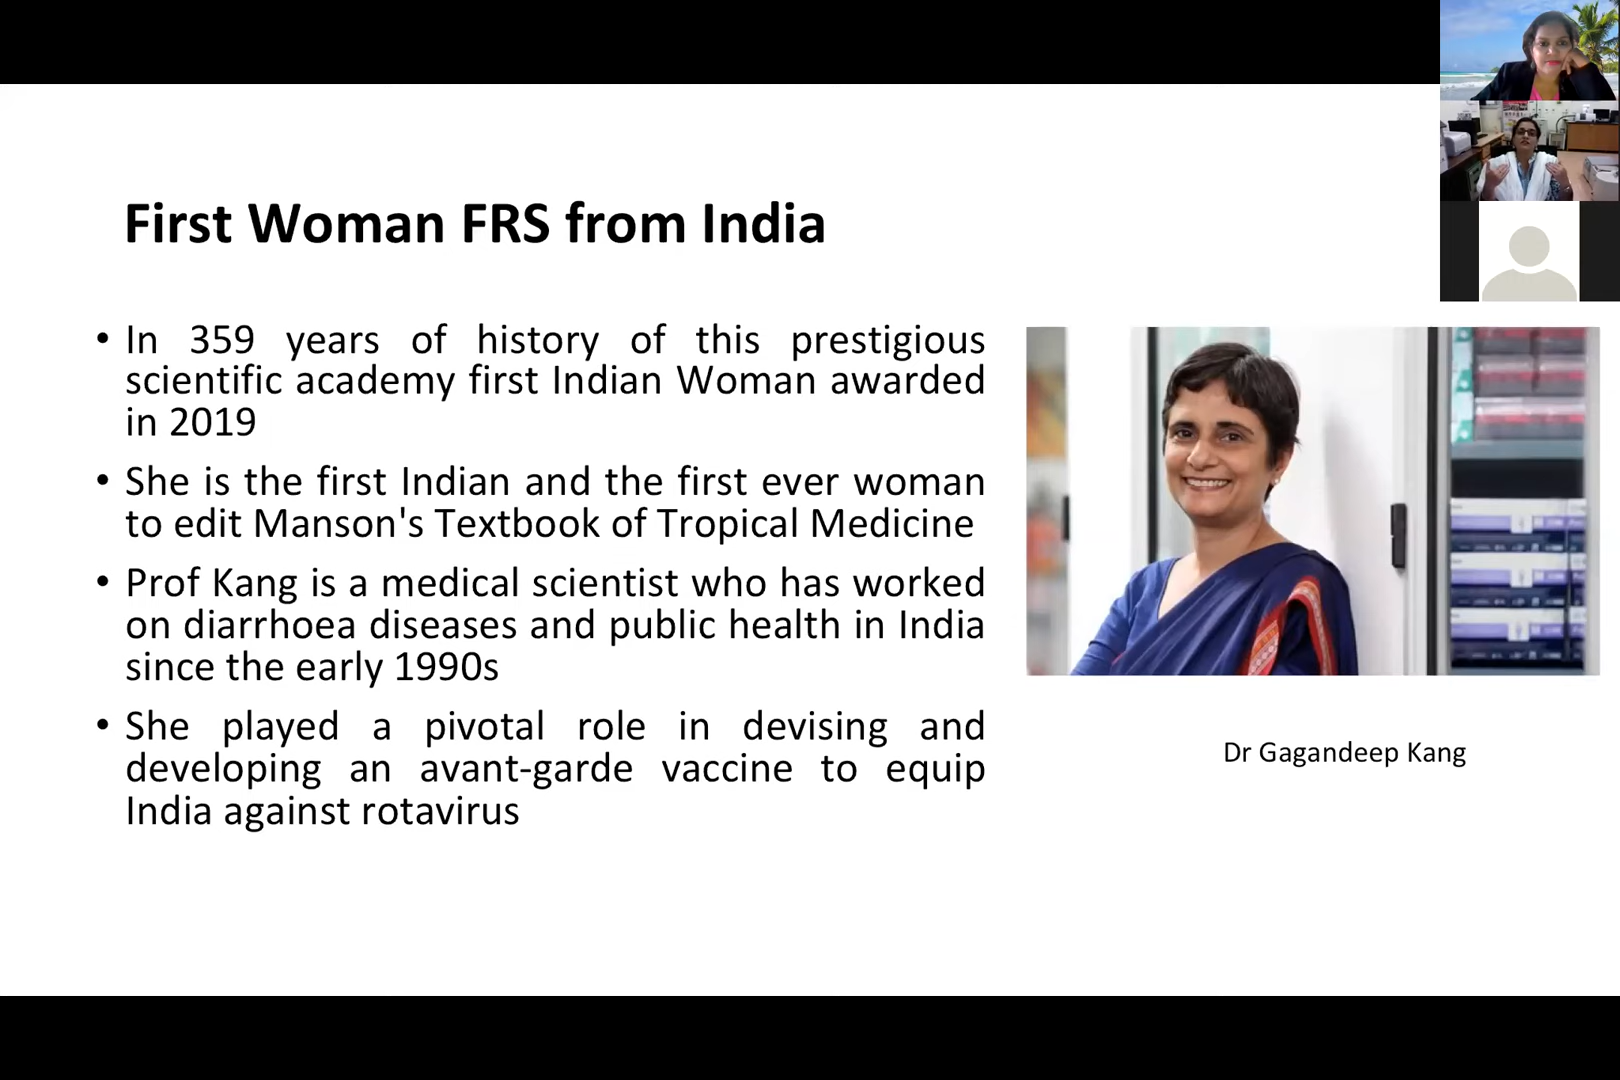 First Woman FRS from India
• In 359 years of history of this prestigious
scientific academy first Indian Woman awarded
in 2019
• She is the first Indian and the first ever woman
to edit Manson's Textbook of Tropical Medicine
• Prof Kang is a medical scientist who has worked
on diarrhoea diseases and public health in India
since the early 1990s
• She played a pivotal role in devising and
developing an avant-garde vaccine to equip
India against rotavirus
Dr Gagandeep Kang